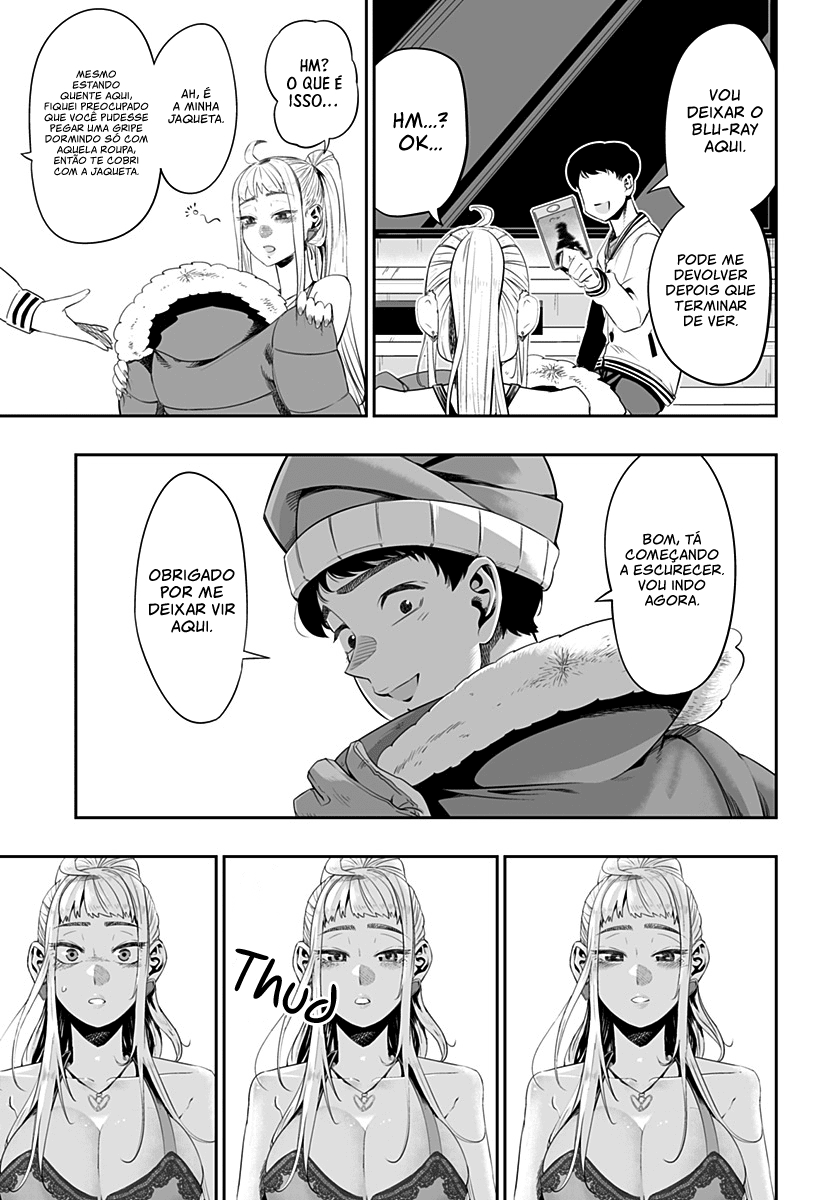 VOU
DEIXAR O
BLU-RAY
AQUI.
PODE ME
DEVOLVER
DEPOIS QUE
TERMINAR
DE VER.
HM...?
OK...
HM?
O QUE É
ISSO...
AH, É
A MINHA
JAQUETA.
MESMO
ESTANDO
QUENTE AQUI,
FIQUEI PREOCUPADO
QUE VOCÊ PUDESSE
PEGAR UMA GRIPE
DORMINDO SÓ COM
AQUELA ROUPA,
ENTÃO TE COBRI
COM A JAQUETA.
BOM, TÁ
COMEÇANDO
A ESCURECER.
VOU INDO
AGORA.
OBRIGADO
POR ME
DEIXAR VIR
AQUI.
Thud